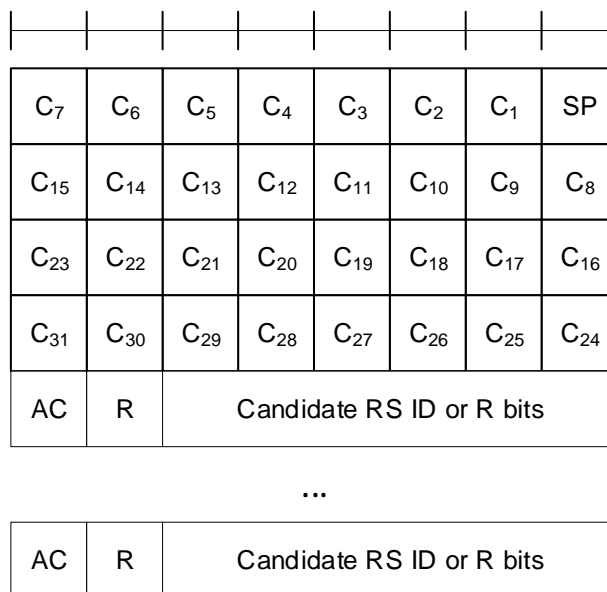 C₇ C₆ C₅ C₄ C₃ C₂ C₁ SP
C₁₅ C₁₄ C₁₃ C₁₂ C₁₁ C₁₀ C₉ C₈
C₂₃ C₂₂ C₂₁ C₂₀ C₁₉ C₁₈ C₁₇ C₁₆
C₃₁ C₃₀ C₂₉ C₂₈ C₂₇ C₂₆ C₂₅ C₂₄
AC R Candidate RS ID or R bits
...
AC R Candidate RS ID or R bits